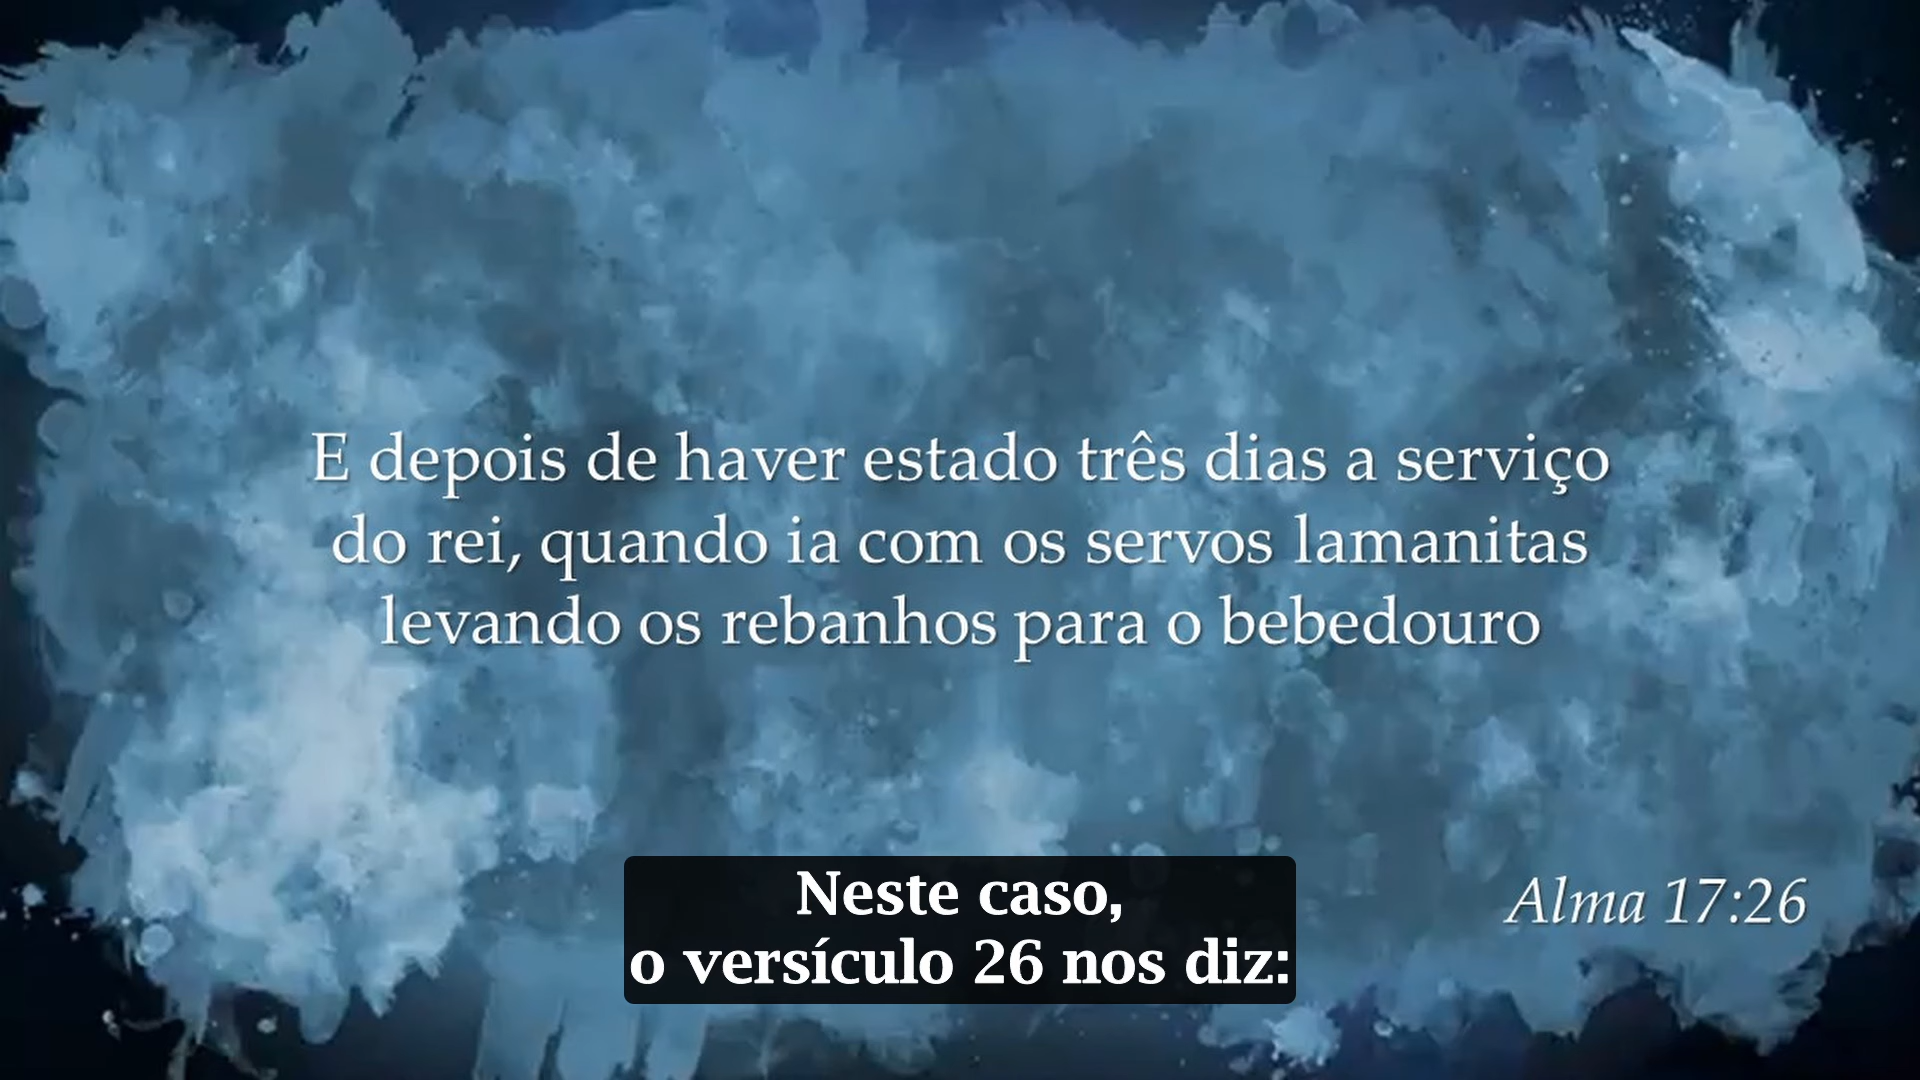 E depois de haver estado três dias a serviço
do rei, quando ia com os servos lamanitas
levando os rebanhos para o bebedouro
Alma 17:26
Neste caso,
o versículo 26 nos diz: